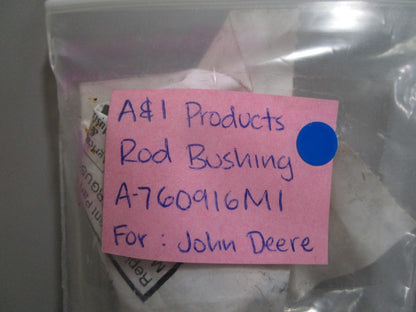 A&I Products
Rod Bushing
A-760916M1
For: John Deere